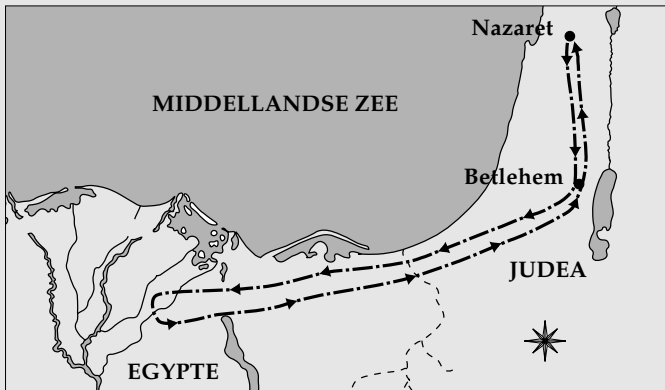 Nazaret
MIDDELLANDSE ZEE
Betlehem
JUDEA
EGYPTE